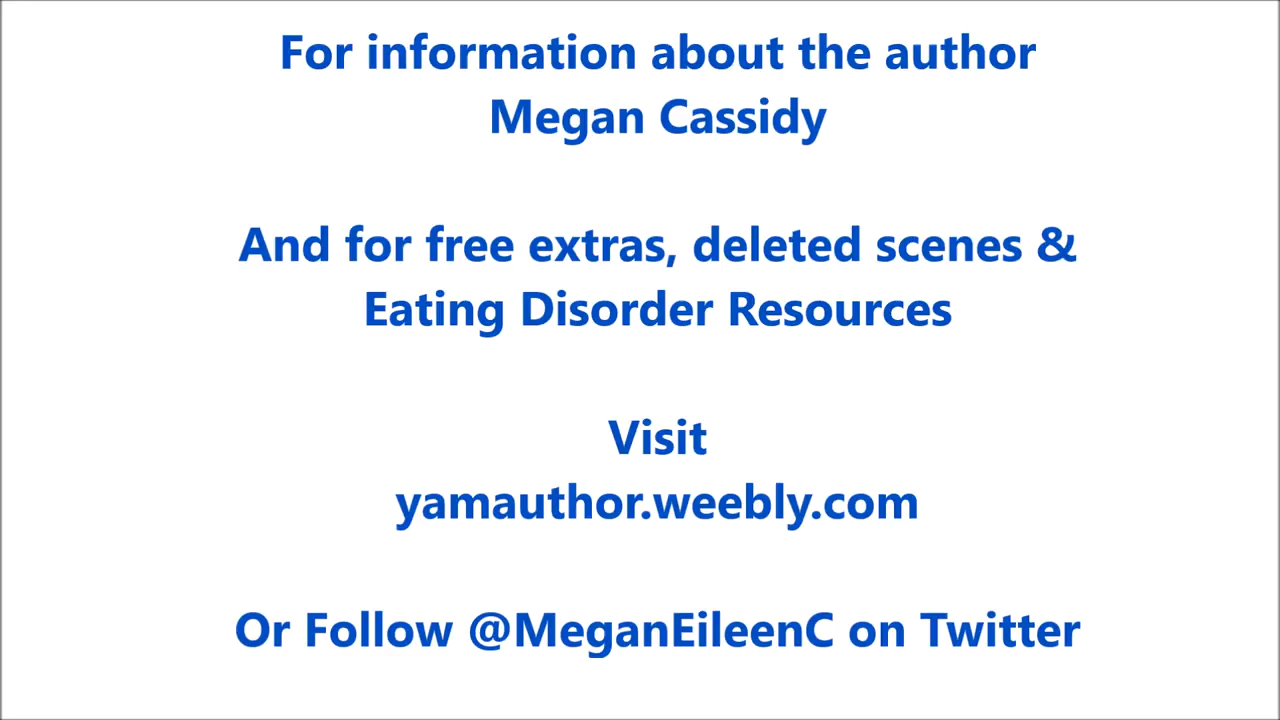 For information about the author
Megan Cassidy
And for free extras, deleted scenes &
Eating Disorder Resources
Visit
yamauthor.weebly.com
Or Follow @MeganEileenC on Twitter